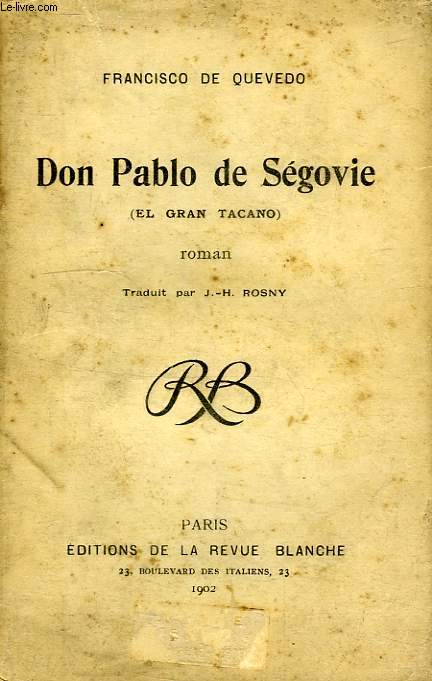 www.Le-livre.com
FRANCISCO DE QUEVEDO
Don Pablo de Ségovie
(EL GRAN TACANO)
roman
Traduit par J.-H. ROSNY
RB
PARIS
ÉDITIONS DE LA REVUE BLANCHE
23, BOULEVARD DES ITALIENS, 23
1902